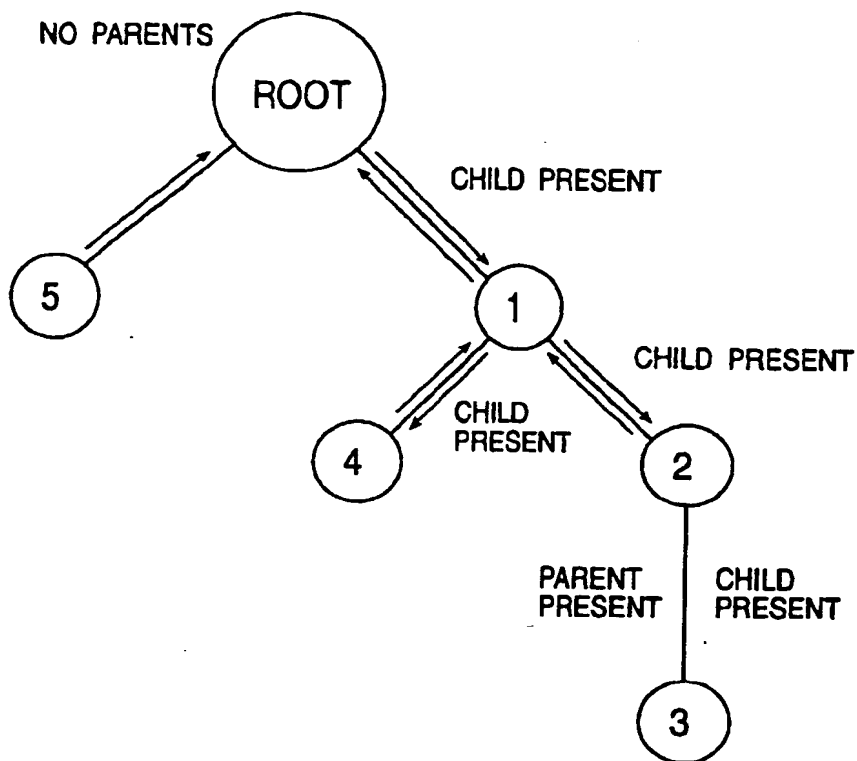 NO PARENTS
ROOT
CHILD PRESENT
5
1
CHILD PRESENT
CHILD
PRESENT
4
2
PARENT
PRESENT
CHILD
PRESENT
3